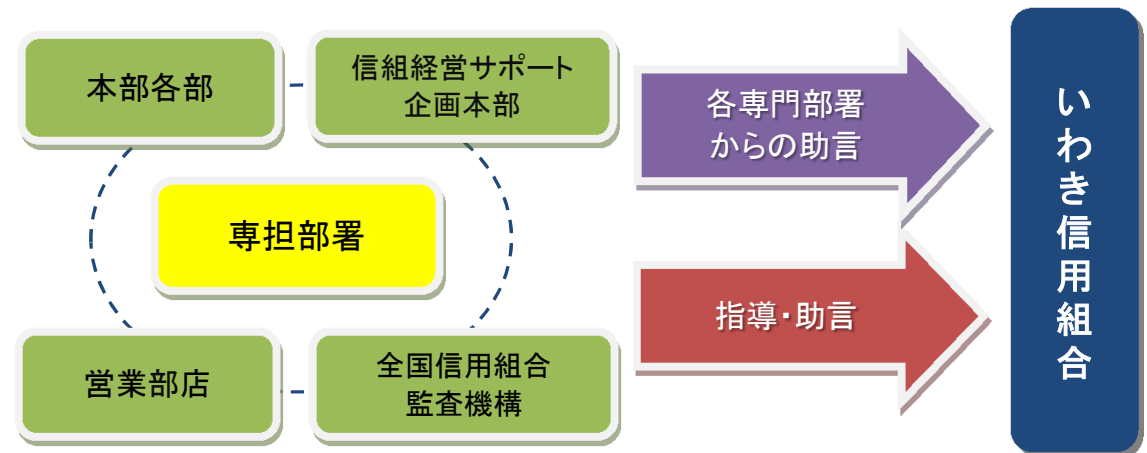 本部各部
信組経営サポート
企画本部
専担部署
営業部店
全国信用組合
監査機構
各専門部署
からの助言
指導・助言
いわき信用組合